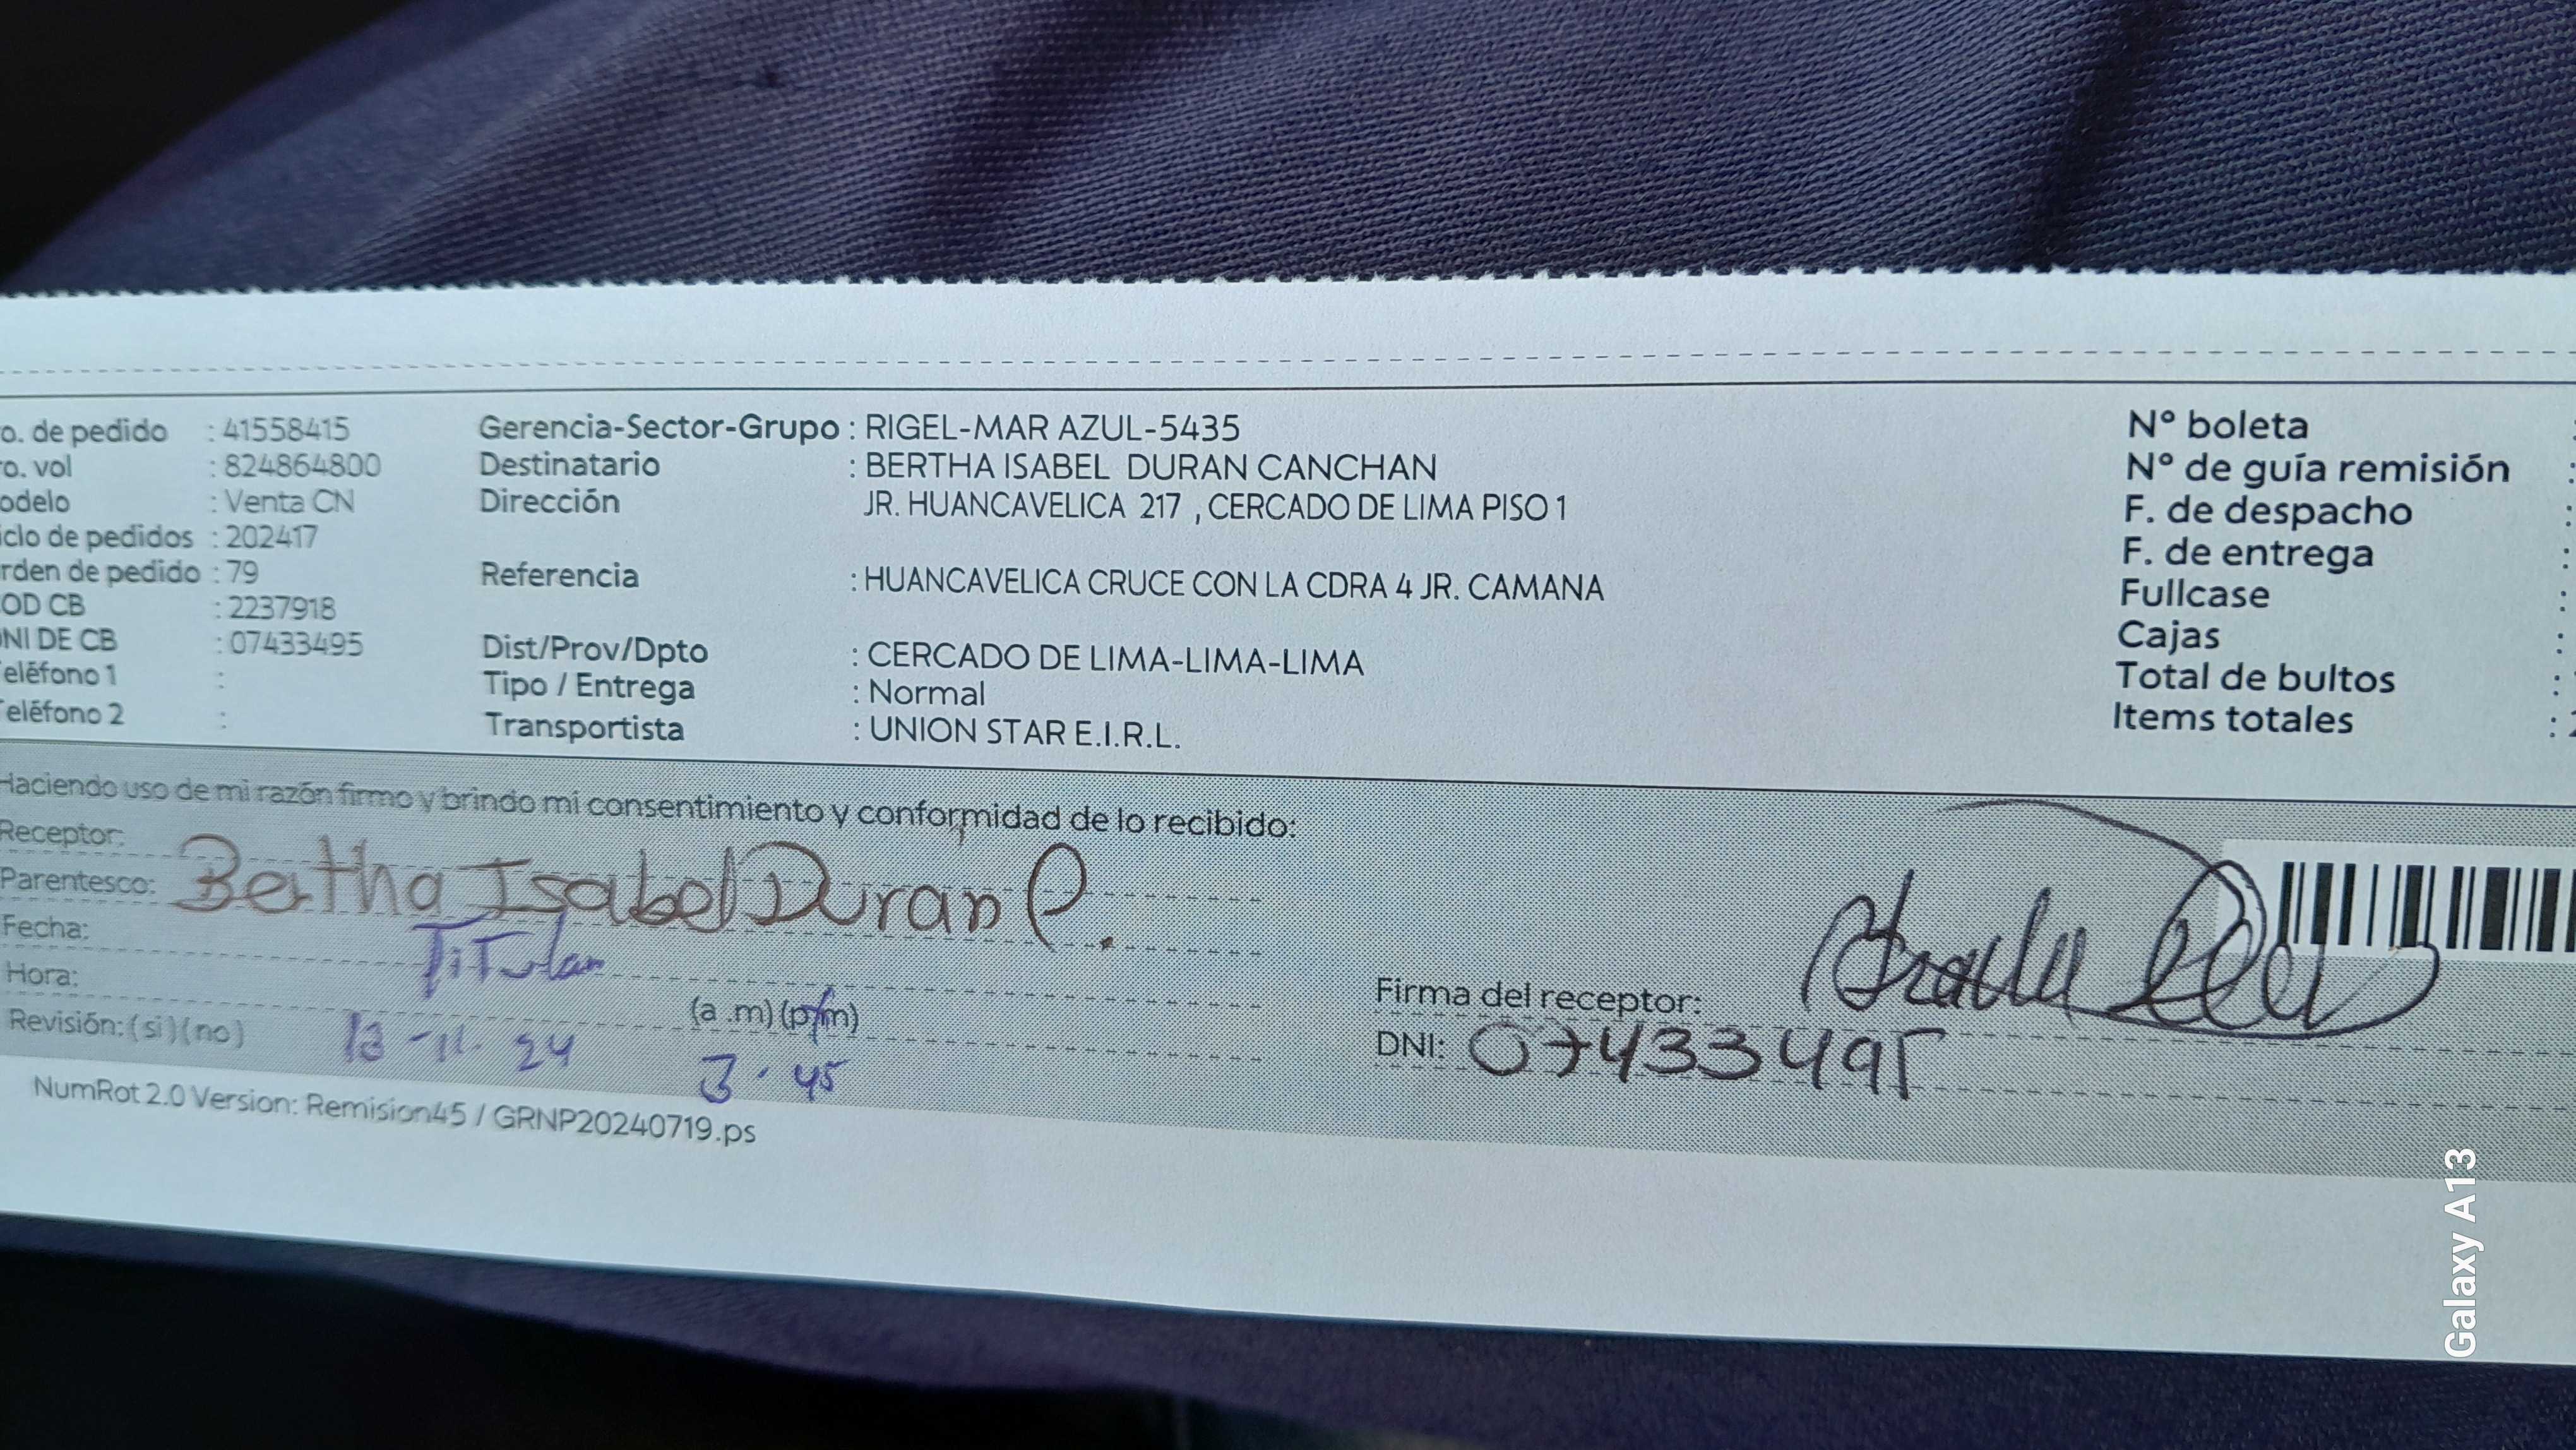 o. de pedido : 41558415
o. vol : 824864800
odelo : Venta CN
iclo de pedidos : 202417
rden de pedido : 79
OD CB : 2237918
NI DE CB : 07433495
eléfono 1 :
eléfono 2 :
Gerencia-Sector-Grupo : RIGEL-MAR AZUL-5435
Destinatario : BERTHA ISABEL DURAN CANCHAN
Dirección JR. HUANCAVELICA 217 , CERCADO DE LIMA PISO 1
Referencia : HUANCAVELICA CRUCE CON LA CDRA 4 JR. CAMANA
Dist/Prov/Dpto : CERCADO DE LIMA-LIMA-LIMA
Tipo / Entrega : Normal
Transportista : UNION STAR E.I.R.L.
N° boleta
N° de guía remisión :
F. de despacho :
F. de entrega :
Fullcase :
Cajas :
Total de bultos :
Items totales :
Haciendo uso de mi razón firmo y brindo mi consentimiento y conformidad de lo recibido:
Receptor:
Parentesco: Bertha Isabel Duran C.
Fecha: Titular
Hora:
(a .m) (p/m)
Revisión: (si) (no) 13 -11- 24 3 . 45
Firma del receptor:
DNI: 07433495
NumRot 2.0 Version: Remision45 / GRNP20240719.ps
Galaxy A13